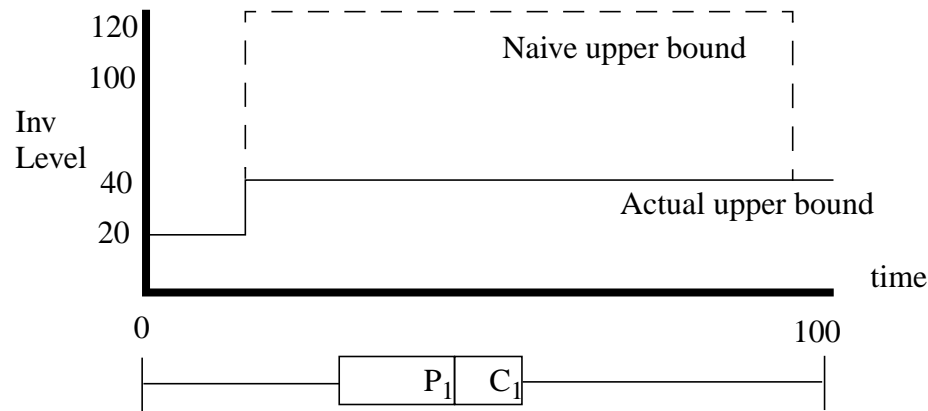 120
Naive upper bound
100
Inv
Level
40
Actual upper bound
20
time
0
100
P1 C1